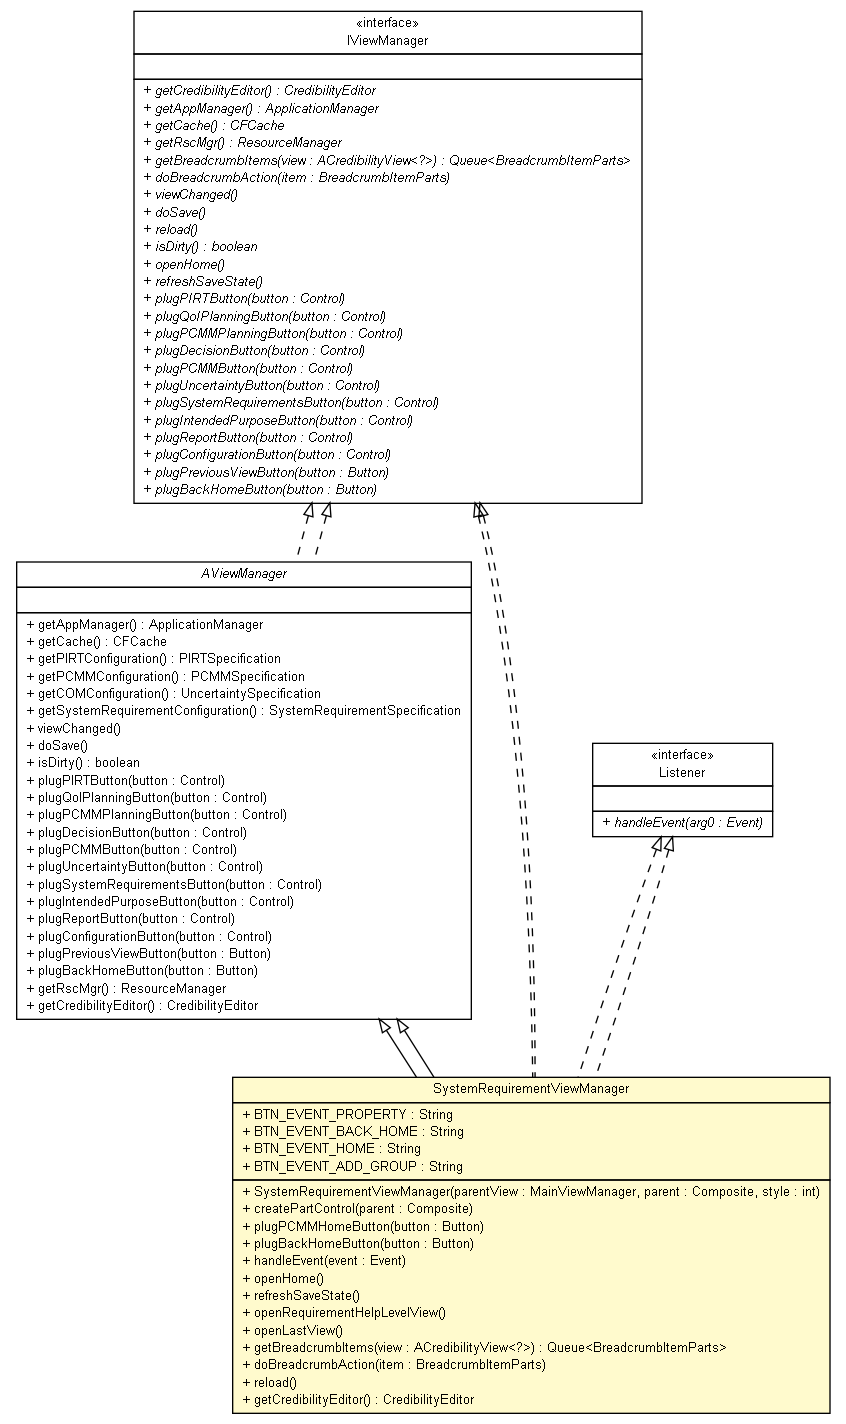 «interface»
IViewManager
+ getCredibilityEditor() : CredibilityEditor
+ getAppManager() : ApplicationManager
+ getCache() : CFCache
+ getRscMgr() : ResourceManager
+ getBreadcrumbItems(view : ACredibilityView<?>) : Queue<BreadcrumbItemParts>
+ doBreadcrumbAction(item : BreadcrumbItemParts)
+ viewChanged()
+ doSave()
+ reload()
+ isDirty() : boolean
+ openHome()
+ refreshSaveState()
+ plugPIRTButton(button : Control)
+ plugQoIPlanningButton(button : Control)
+ plugPCMMPlanningButton(button : Control)
+ plugDecisionButton(button : Control)
+ plugPCMMButton(button : Control)
+ plugUncertaintyButton(button : Control)
+ plugSystemRequirementsButton(button : Control)
+ plugIntendedPurposeButton(button : Control)
+ plugReportButton(button : Control)
+ plugConfigurationButton(button : Control)
+ plugPreviousViewButton(button : Button)
+ plugBackHomeButton(button : Button)
AViewManager
+ getAppManager() : ApplicationManager
+ getCache() : CFCache
+ getPIRTConfiguration() : PIRTSpecification
+ getPCMMConfiguration() : PCMMSpecification
+ getCOMConfiguration() : UncertaintySpecification
+ getSystemRequirementConfiguration() : SystemRequirementSpecification
+ viewChanged()
+ doSave()
+ isDirty() : boolean
+ plugPIRTButton(button : Control)
+ plugQoIPlanningButton(button : Control)
+ plugPCMMPlanningButton(button : Control)
+ plugDecisionButton(button : Control)
+ plugPCMMButton(button : Control)
+ plugUncertaintyButton(button : Control)
+ plugSystemRequirementsButton(button : Control)
+ plugIntendedPurposeButton(button : Control)
+ plugReportButton(button : Control)
+ plugConfigurationButton(button : Control)
+ plugPreviousViewButton(button : Button)
+ plugBackHomeButton(button : Button)
+ getRscMgr() : ResourceManager
+ getCredibilityEditor() : CredibilityEditor
«interface»
Listener
+ handleEvent(arg0 : Event)
SystemRequirementViewManager
+ BTN_EVENT_PROPERTY : String
+ BTN_EVENT_BACK_HOME : String
+ BTN_EVENT_HOME : String
+ BTN_EVENT_ADD_GROUP : String
+ SystemRequirementViewManager(parentView : MainViewManager, parent : Composite, style : int)
+ createPartControl(parent : Composite)
+ plugPCMMHomeButton(button : Button)
+ plugBackHomeButton(button : Button)
+ handleEvent(event : Event)
+ openHome()
+ refreshSaveState()
+ openRequirementHelpLevelView()
+ openLastView()
+ getBreadcrumbItems(view : ACredibilityView<?>) : Queue<BreadcrumbItemParts>
+ doBreadcrumbAction(item : BreadcrumbItemParts)
+ reload()
+ getCredibilityEditor() : CredibilityEditor